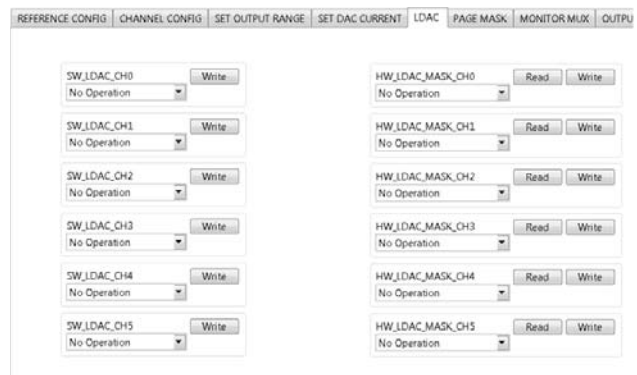 REFERENCE CONFIG CHANNEL CONFIG SET OUTPUT RANGE SET DAC CURRENT LDAC PAGE MASK MONITOR MUX OUTPU
SW_LDAC_CH0 Write HW_LDAC_MASK_CH0 Read Write
No Operation No Operation
SW_LDAC_CH1 Write HW_LDAC_MASK_CH1 Read Write
No Operation No Operation
SW_LDAC_CH2 Write HW_LDAC_MASK_CH2 Read Write
No Operation No Operation
SW_LDAC_CH3 Write HW_LDAC_MASK_CH3 Read Write
No Operation No Operation
SW_LDAC_CH4 Write HW_LDAC_MASK_CH4 Read Write
No Operation No Operation
SW_LDAC_CH5 Write HW_LDAC_MASK_CH5 Read Write
No Operation No Operation